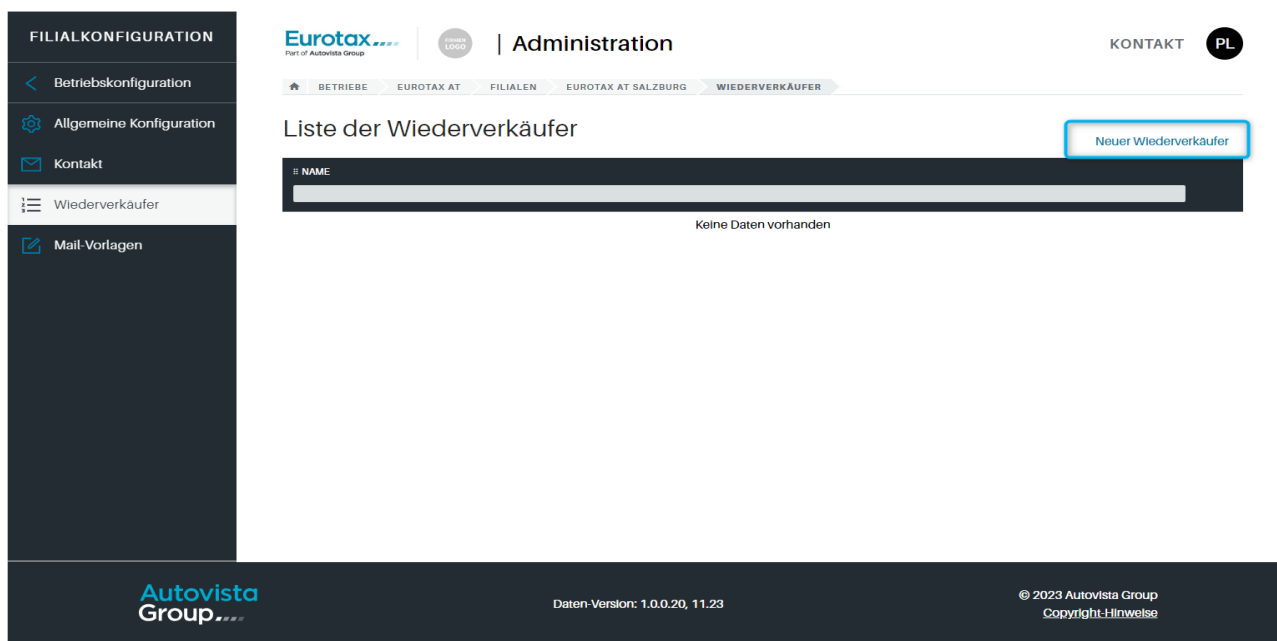 FILIALKONFIGURATION
Betriebskonfiguration
Allgemeine Konfiguration
Kontakt
Wiederverkäufer
Mail-Vorlagen
Eurotax....
Part of Autovista Group
FIRMEN
LOGO
| Administration
KONTAKT
PL
BETRIEBE
EUROTAX AT
FILIALEN
EUROTAX AT SALZBURG
WIEDERVERKÄUFER
Liste der Wiederverkäufer
Neuer Wiederverkäufer
NAME
Keine Daten vorhanden
Autovista
Group....
Daten-Version: 1.0.0.20, 11.23
© 2023 Autovista Group
Copyright-Hinweise